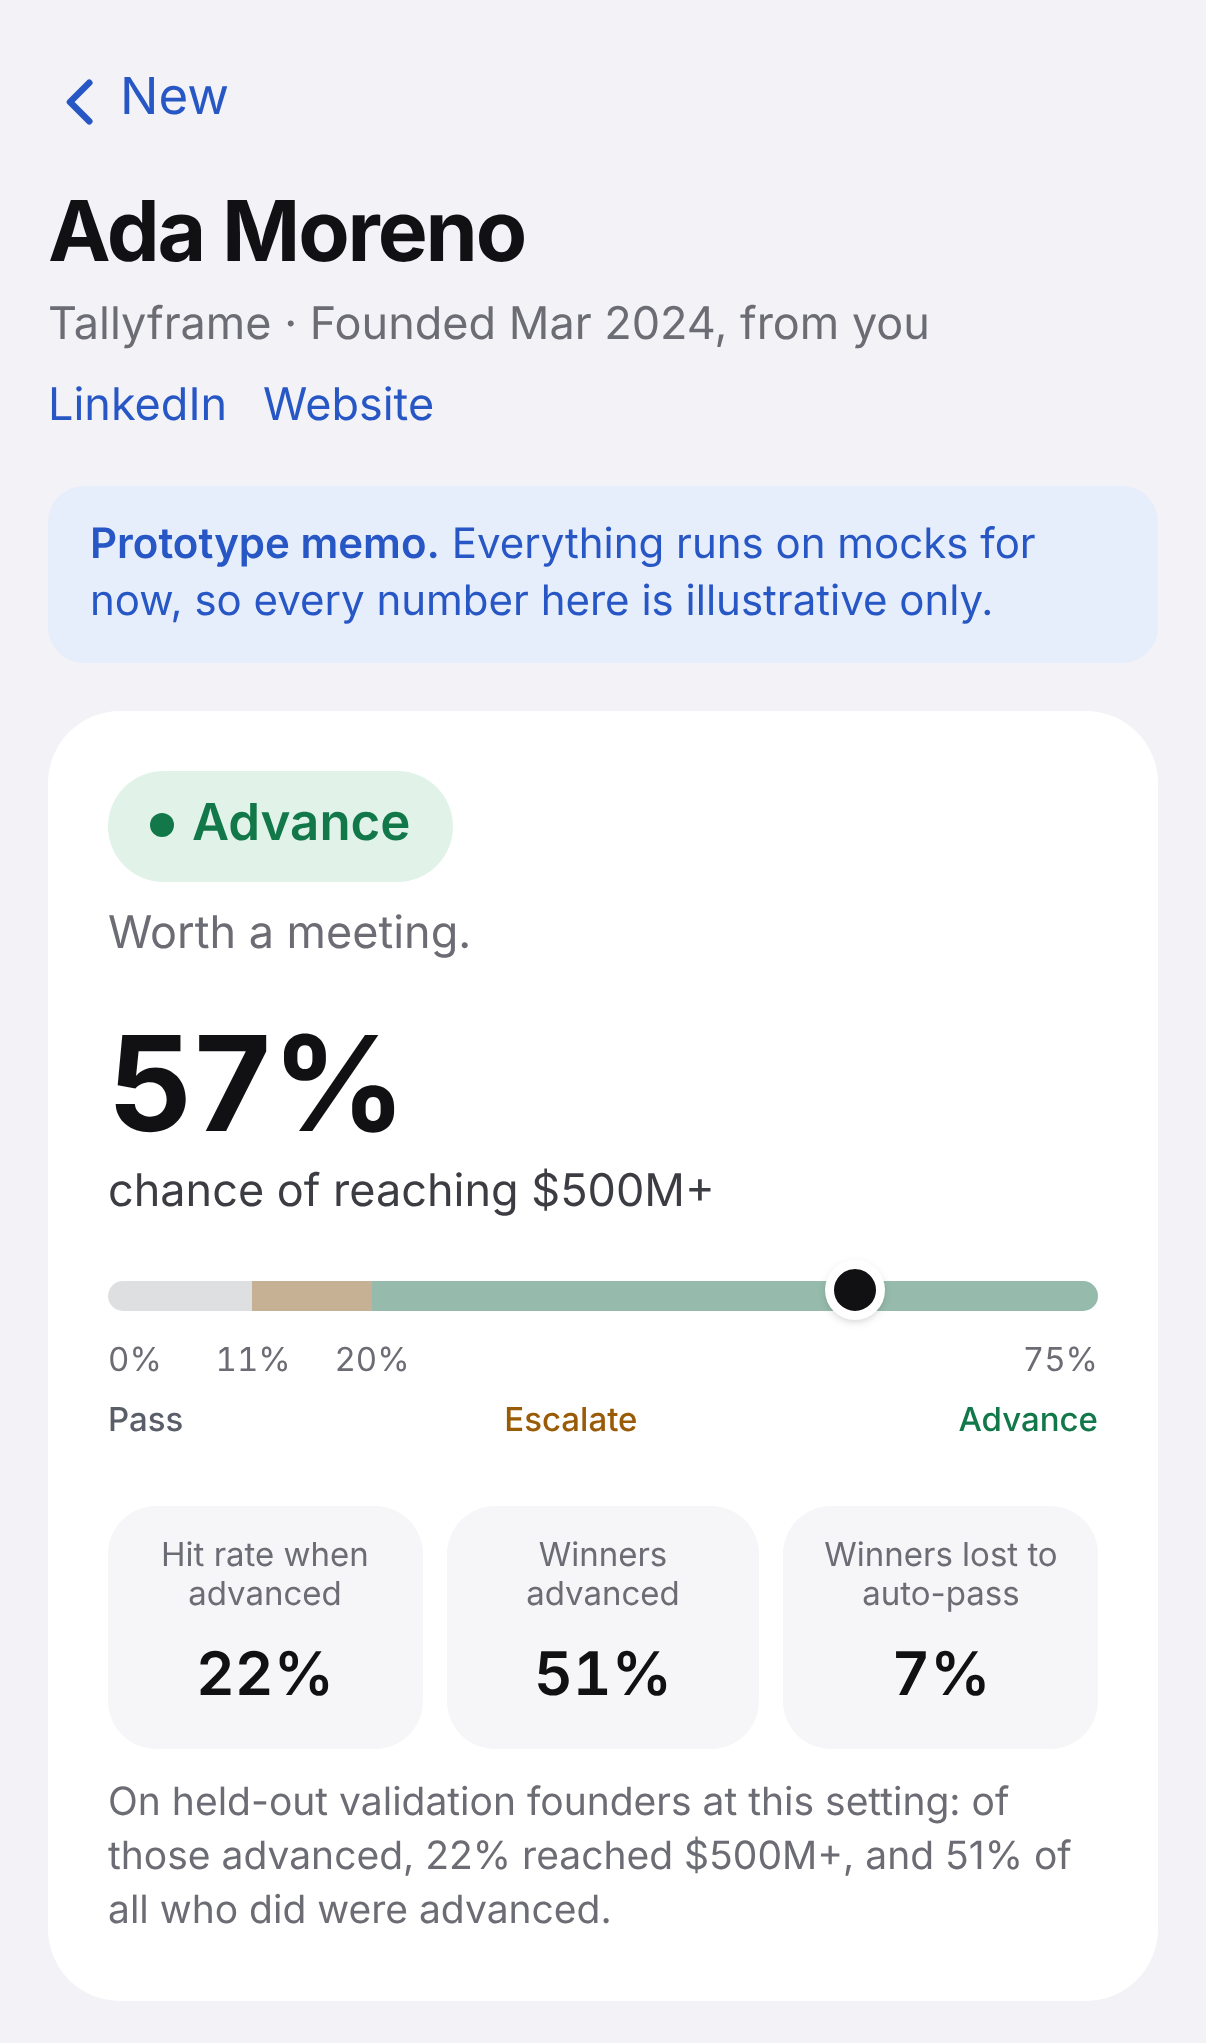 New
Ada Moreno
Tallyframe · Founded Mar 2024, from you
LinkedIn Website
Prototype memo. Everything runs on mocks for
now, so every number here is illustrative only.
Advance
Worth a meeting.
57%
chance of reaching $500M+
0% 11% 20% 75%
Pass Escalate Advance
Hit rate when
advanced
22%
Winners
advanced
51%
Winners lost to
auto-pass
7%
On held-out validation founders at this setting: of
those advanced, 22% reached $500M+, and 51% of
all who did were advanced.